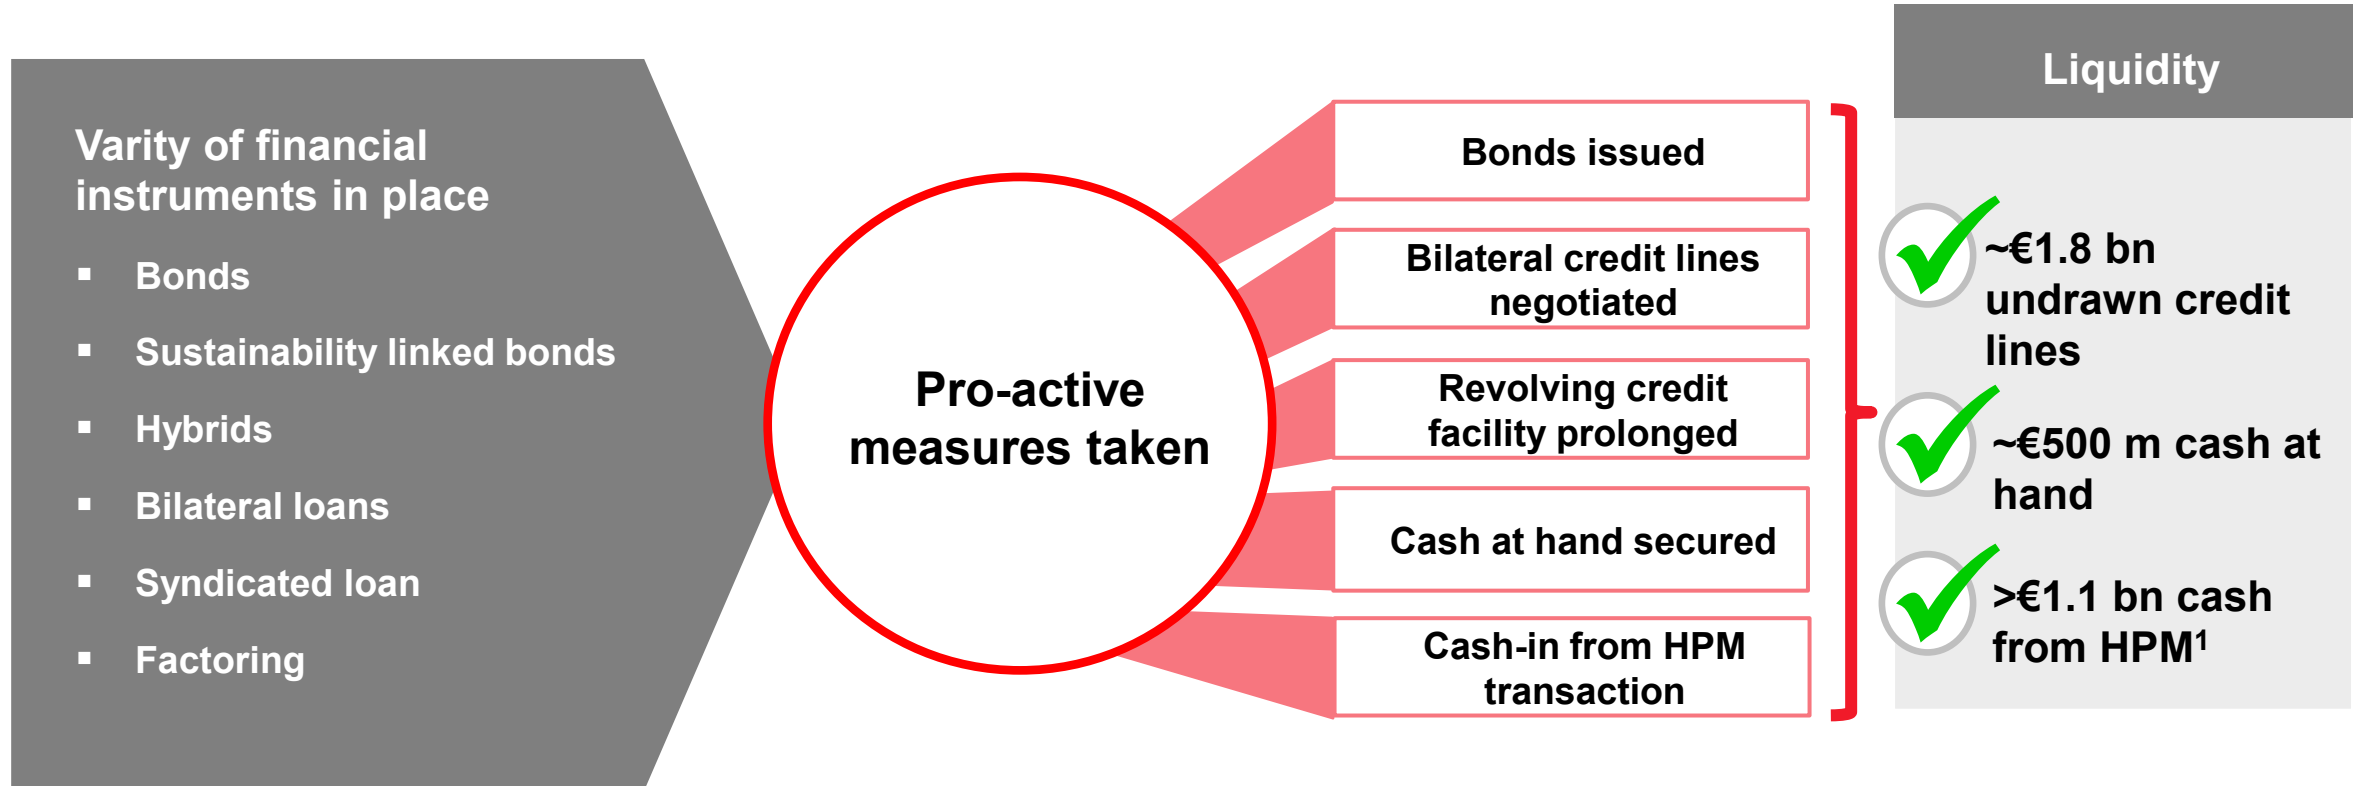 Varity of financial
instruments in place
▪ Bonds
▪ Sustainability linked bonds
▪ Hybrids
▪ Bilateral loans
▪ Syndicated loan
▪ Factoring
Pro-active
measures taken
Bonds issued
Bilateral credit lines
negotiated
Revolving credit
facility prolonged
Cash at hand secured
Cash-in from HPM
transaction
Liquidity
~€1.8 bn
undrawn credit
lines
~€500 m cash at
hand
>€1.1 bn cash
from HPM¹